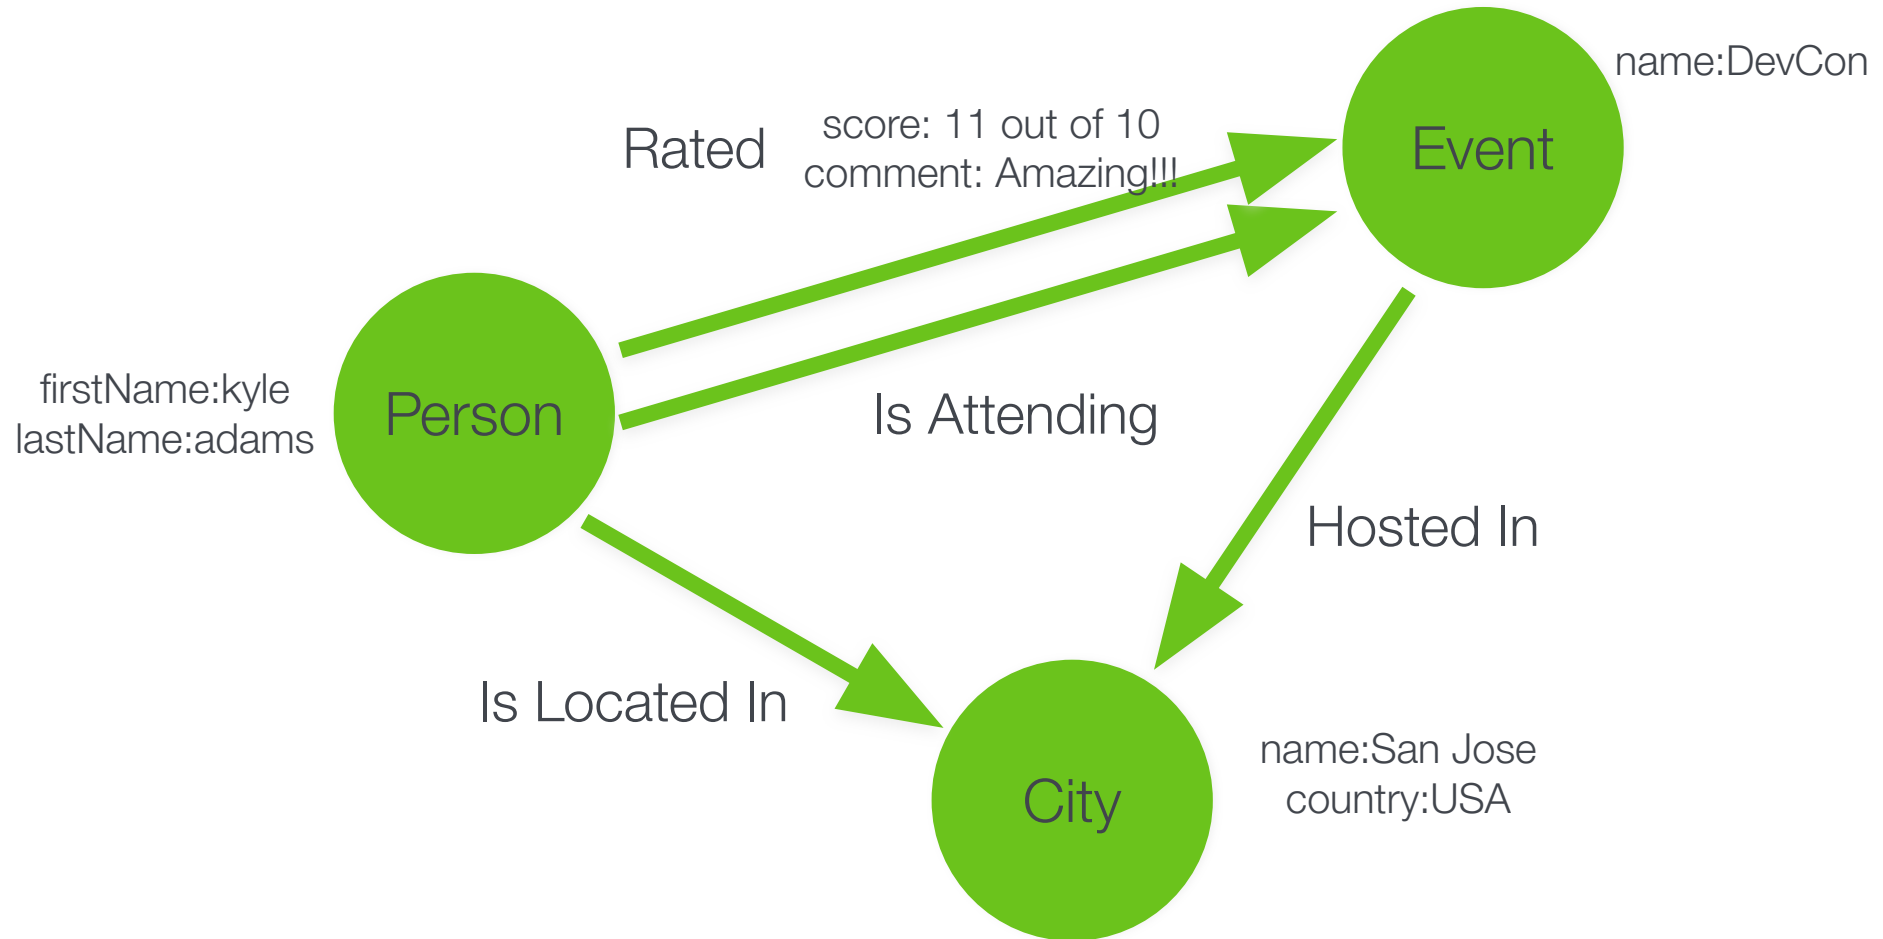 name:DevCon
Rated
score: 11 out of 10
comment: Amazing!!!
Event
firstName:kyle
lastName:adams
Person
Is Attending
Hosted In
Is Located In
name:San Jose
country:USA
City